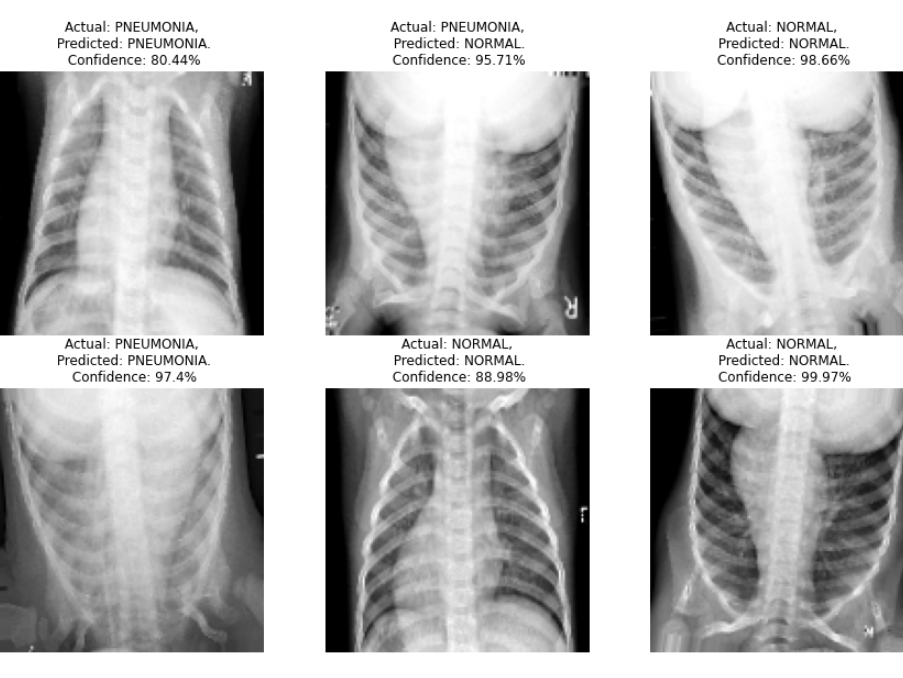 Actual: PNEUMONIA,
Predicted: PNEUMONIA.
Confidence: 80.44%
Actual: PNEUMONIA,
Predicted: NORMAL.
Confidence: 95.71%
Actual: NORMAL,
Predicted: NORMAL.
Confidence: 98.66%
R
Actual: PNEUMONIA,
Predicted: PNEUMONIA.
Confidence: 97.4%
Actual: NORMAL,
Predicted: NORMAL.
Confidence: 88.98%
Actual: NORMAL,
Predicted: NORMAL.
Confidence: 99.97%